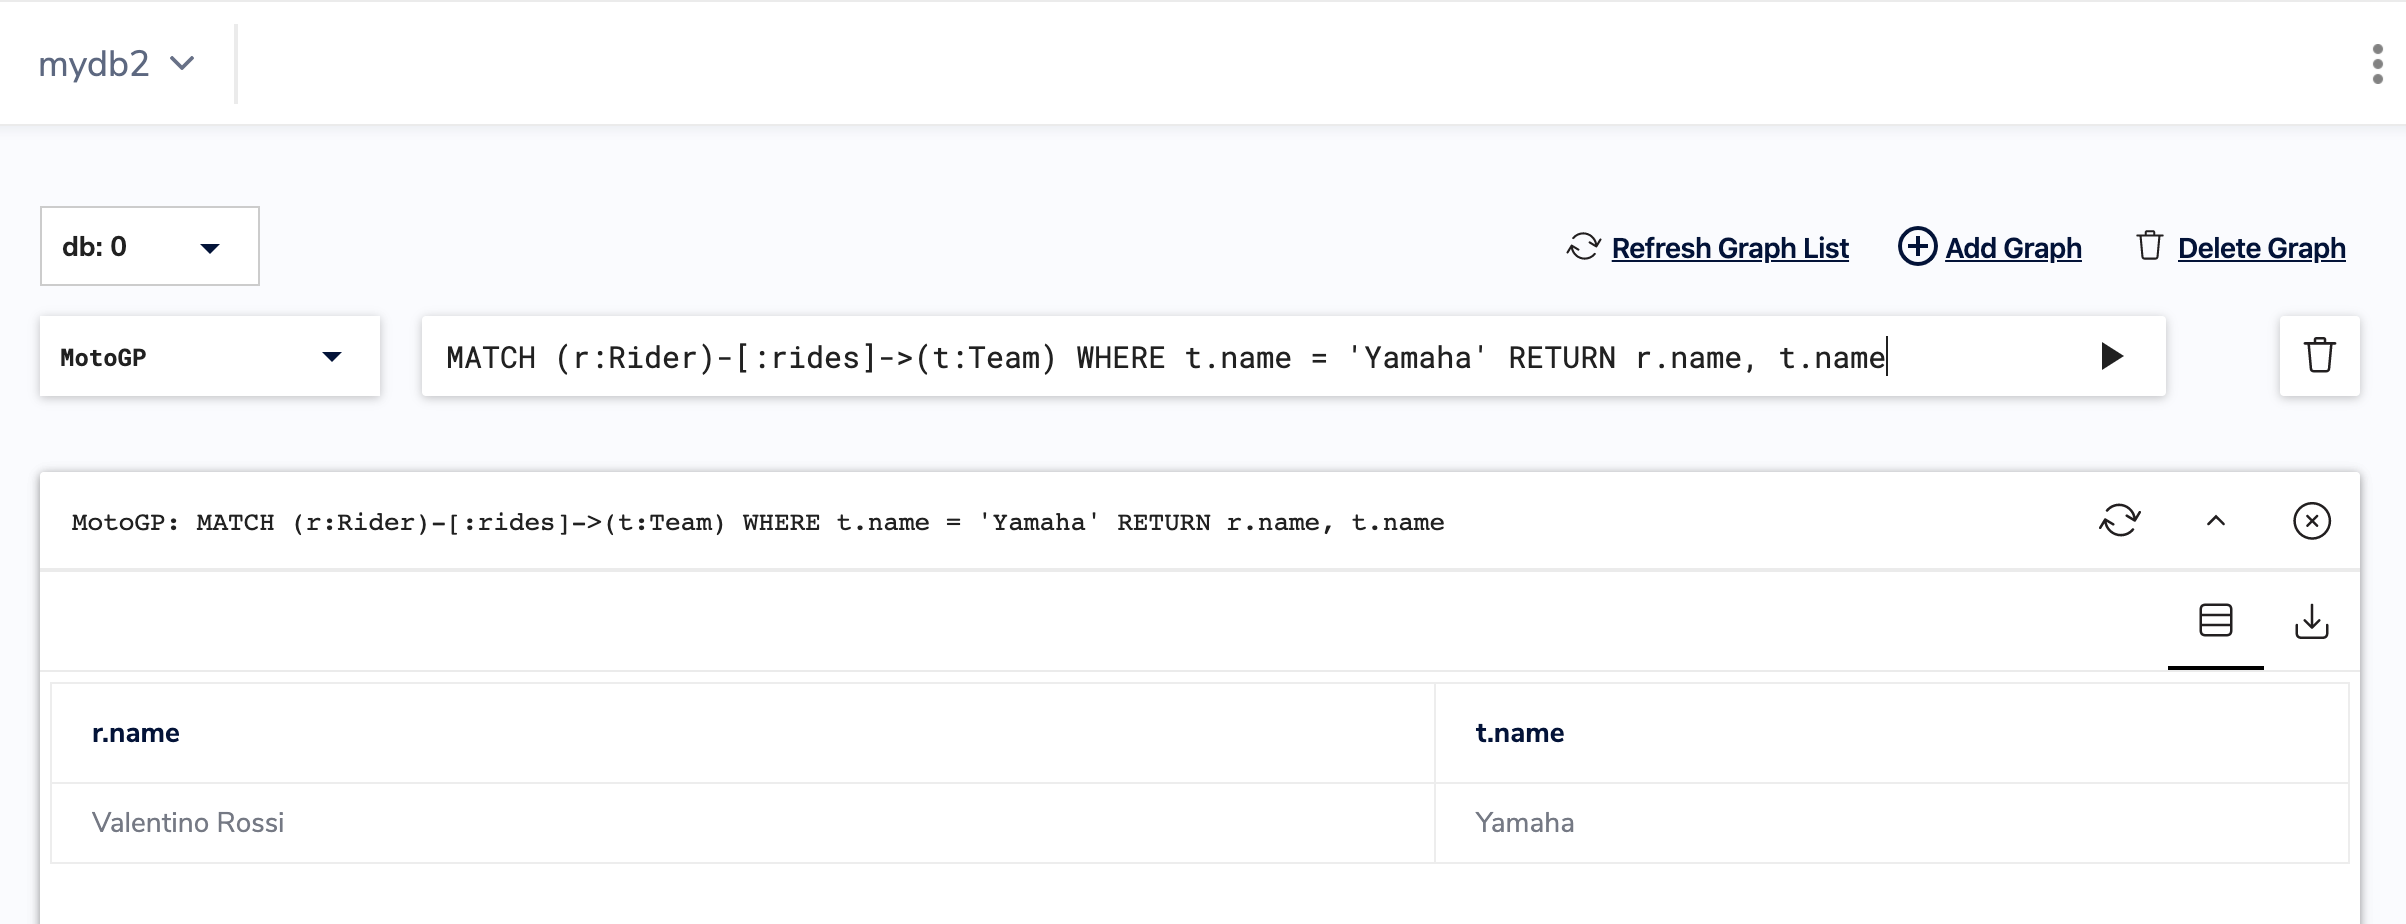 mydb2
db: 0
Refresh Graph List
Add Graph
Delete Graph
MotoGP
MATCH (r:Rider)-[:rides]->(t:Team) WHERE t.name = 'Yamaha' RETURN r.name, t.name
MotoGP: MATCH (r:Rider)-[:rides]->(t:Team) WHERE t.name = 'Yamaha' RETURN r.name, t.name
r.name
t.name
Valentino Rossi
Yamaha